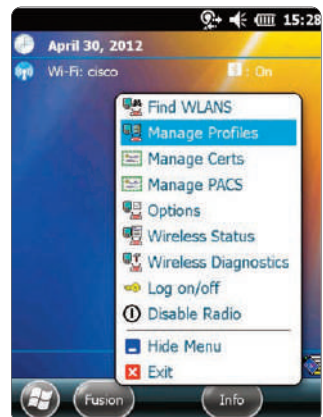 15:28
April 30, 2012
Wi-Fi: cisco : On
Find WLANS
Manage Profiles
Manage Certs
Manage PACS
Options
Wireless Status
Wireless Diagnostics
Log on/off
Disable Radio
Hide Menu
Exit
Fusion Info